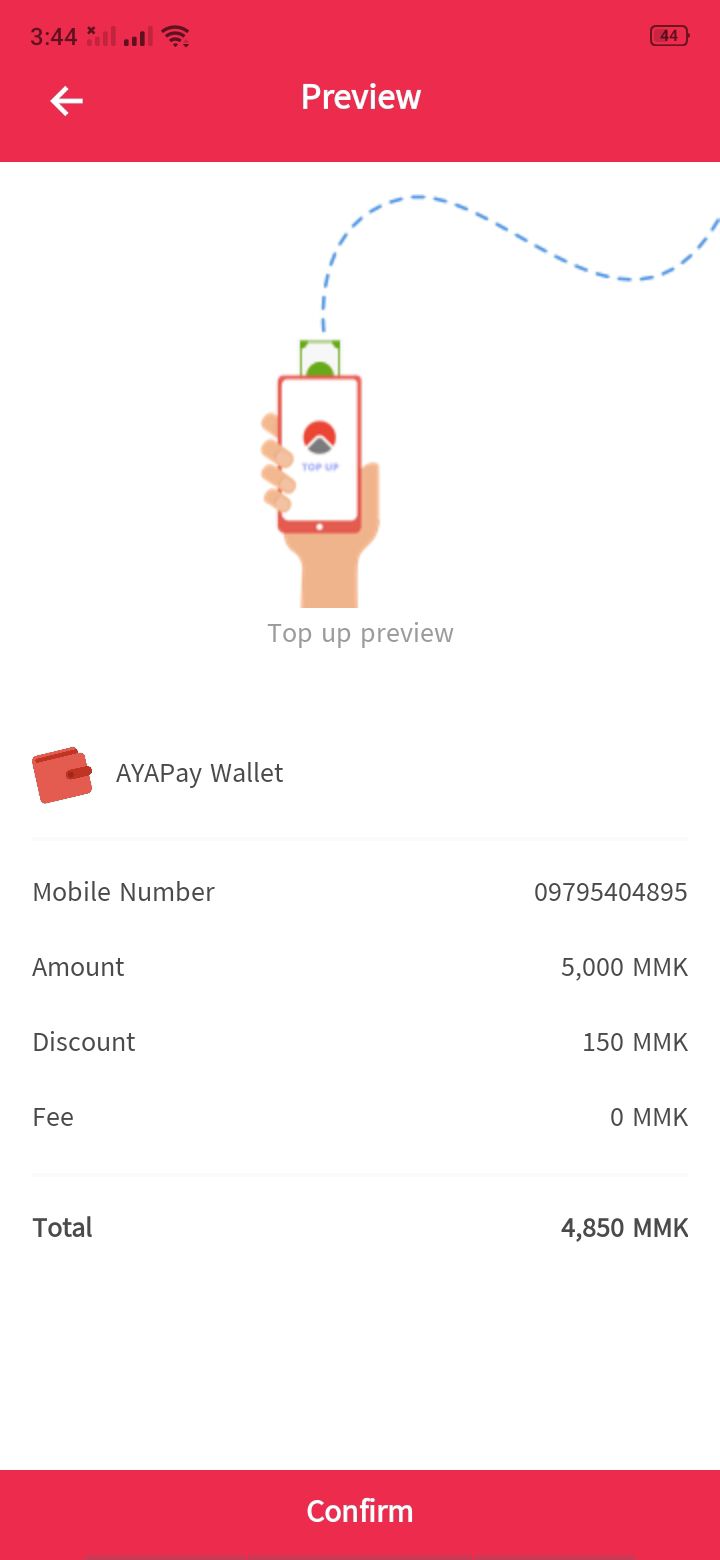 3:44
44
Preview
TOP UP
Top up preview
AYAPay Wallet
Mobile Number 09795404895
Amount 5,000 MMK
Discount 150 MMK
Fee 0 MMK
Total 4,850 MMK
Confirm